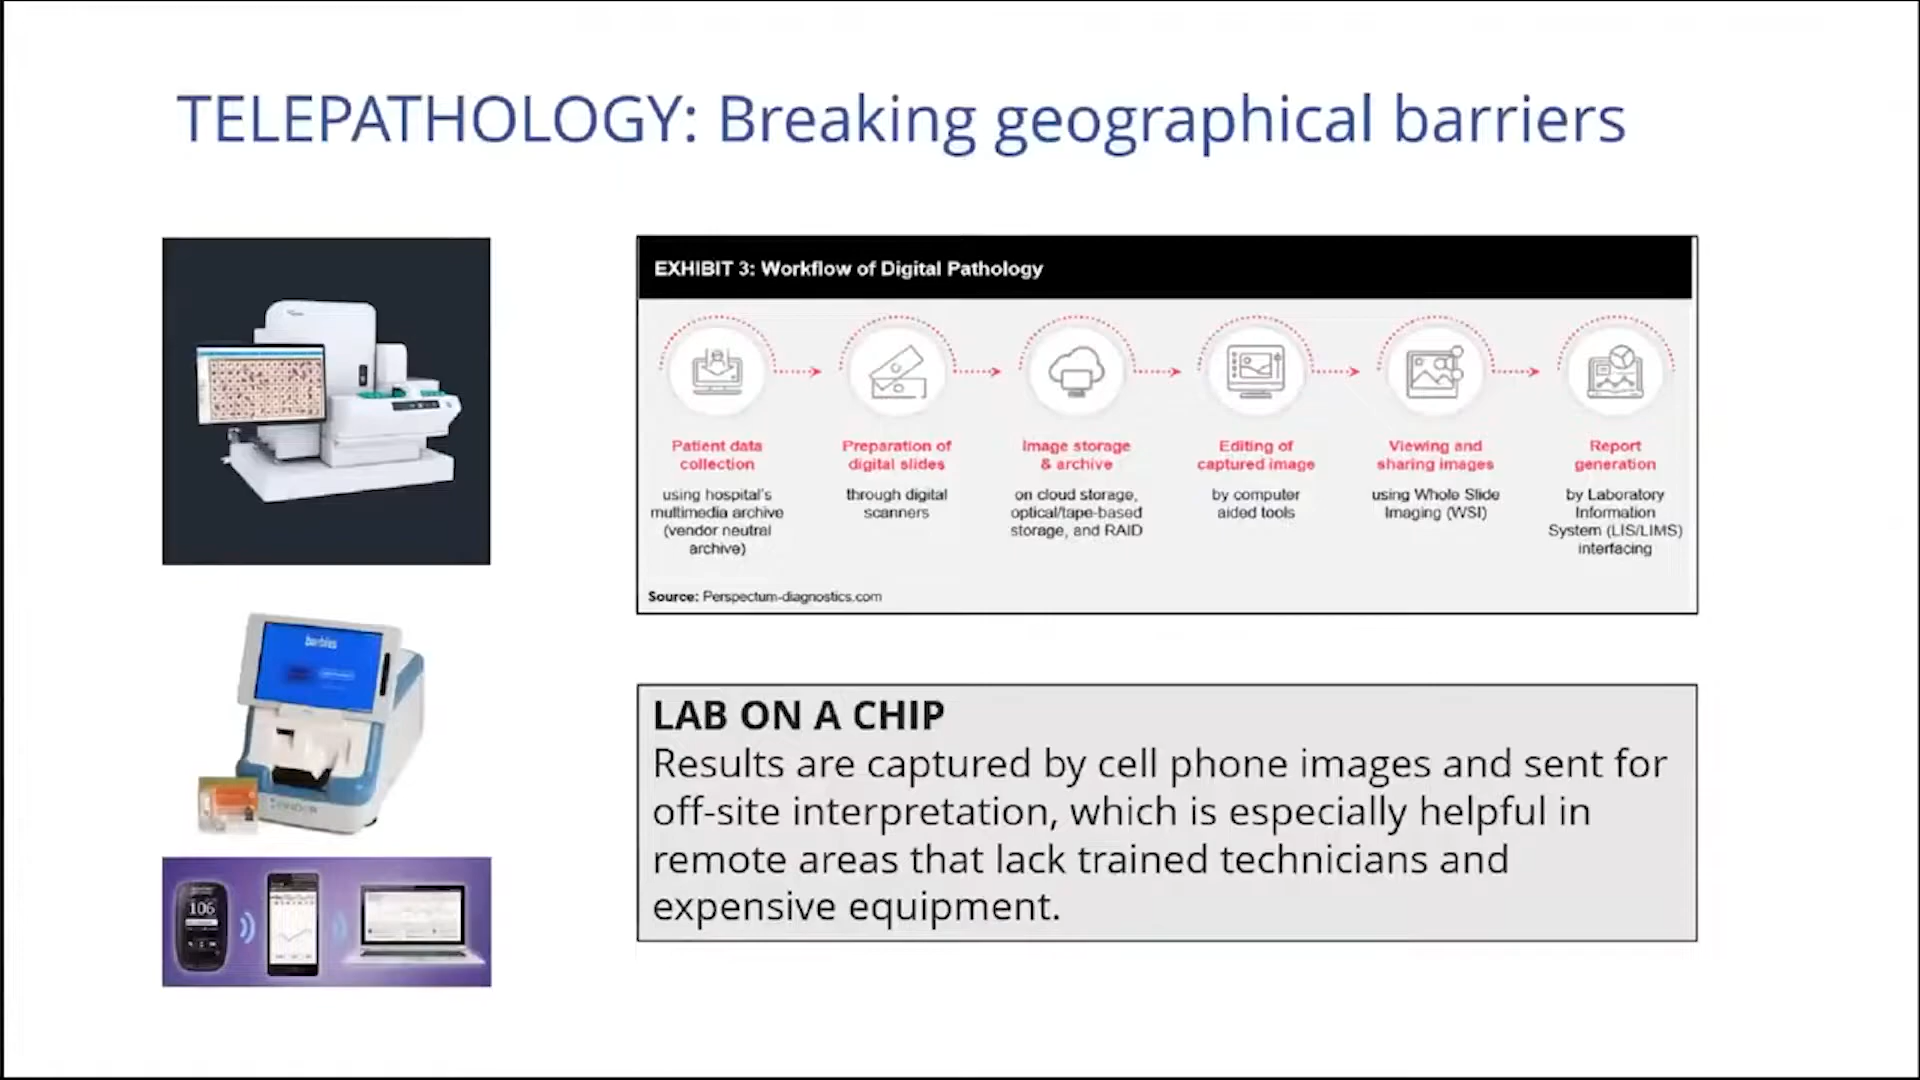 TELEPATHOLOGY: Breaking geographical barriers
EXHIBIT 3: Workflow of Digital Pathology
Patient data
collection
using hospital's
multimedia archive
(vendor neutral
archive)
Preparation of
digital slides
through digital
scanners
Image storage
& archive
on cloud storage,
optical/tape-based
storage, and RAID
Editing of
captured image
by computer
aided tools
Viewing and
sharing images
using Whole Slide
Imaging (WSI)
Report
generation
by Laboratory
Information
System (LIS/LIMS)
interfacing
Source: Perspectum-diagnostics.com
LAB ON A CHIP
Results are captured by cell phone images and sent for
off-site interpretation, which is especially helpful in
remote areas that lack trained technicians and
expensive equipment.
106